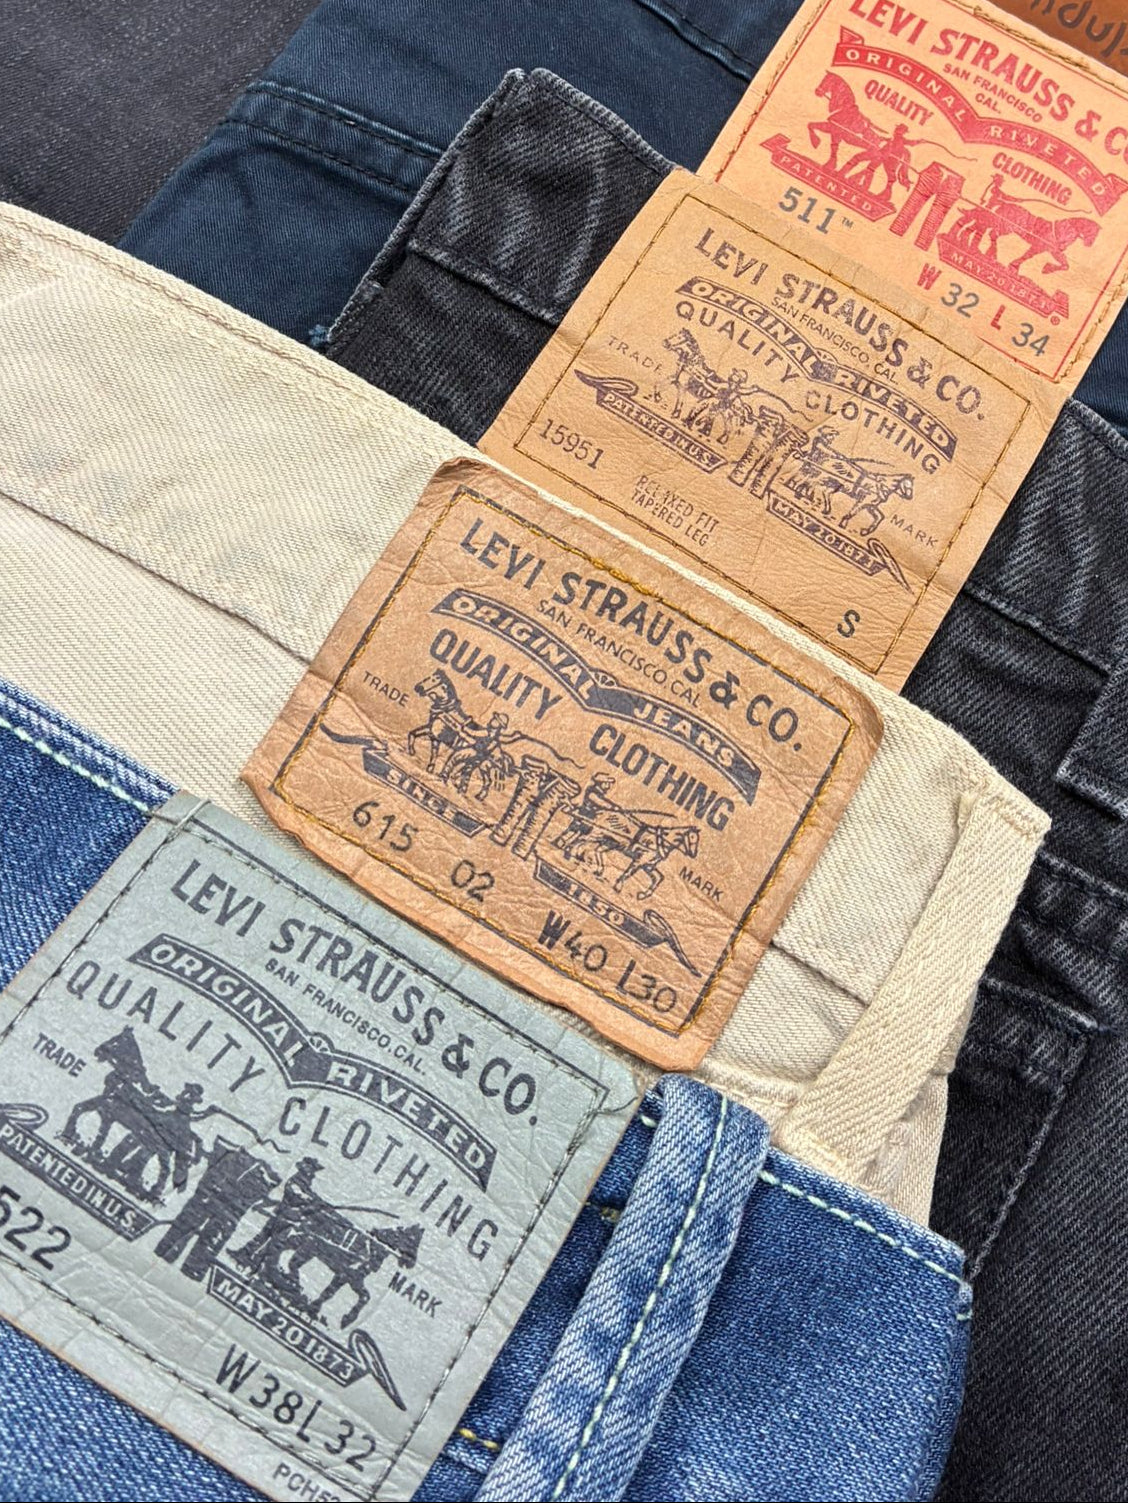 LEVI STRAUSS & CO
SAN FRANCISCO
CAL.
ORIGINAL RIVETED
QUALITY
CLOTHING
PATENTED
MAY 20 1873
511™
W 32 L 34
LEVI STRAUSS & CO.
SAN FRANCISCO, CAL.
ORIGINAL RIVETED
QUALITY CLOTHING
TRADE
MARK
PATENTED IN U.S.
MAY 20 1873
15951
RELAXED FIT
TAPERED LEG
S
LEVI STRAUSS & CO.
SAN FRANCISCO CAL
ORIGINAL JEANS
QUALITY
CLOTHING
TRADE
MARK
SINCE
1850
615 02
W40 L30
LEVI STRAUSS & CO.
SAN FRANCISCO, CAL.
ORIGINAL RIVETED
QUALITY
CLOTHING
TRADE
MARK
PATENTED IN U.S.
MAY 20 1873
522
W38L32